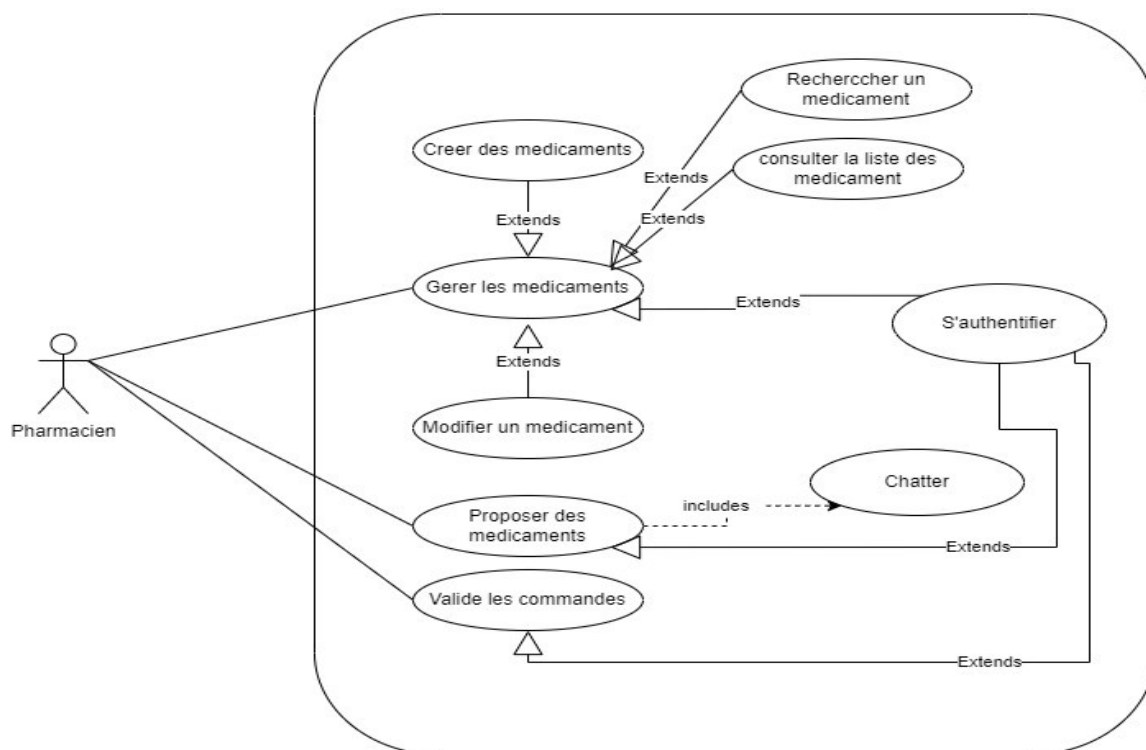 Recherccher un
medicament
Creer des medicaments
consulter la liste des
medicament
Extends
Extends
Extends
Gerer les medicaments
Extends
S'authentifier
Extends
Pharmacien
Modifier un medicament
Chatter
Proposer des
medicaments
includes
Extends
Valide les commandes
Extends